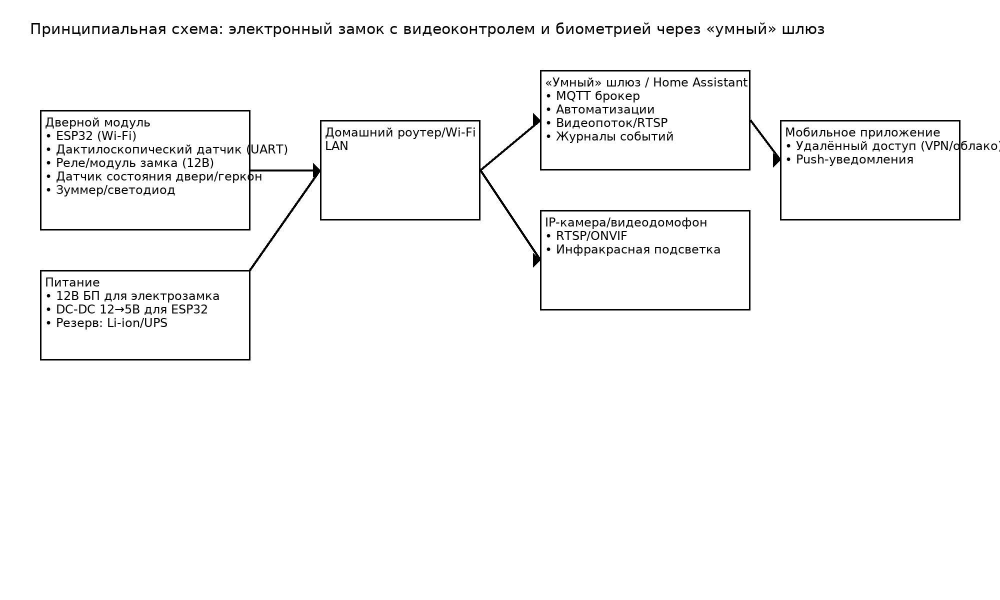 Принципиальная схема: электронный замок с видеоконтролем и биометрией через «умный» шлюз
Дверной модуль
• ESP32 (Wi-Fi)
• Дактилоскопический датчик (UART)
• Реле/модуль замка (12В)
• Датчик состояния двери/геркон
• Зуммер/светодиод
Питание
• 12В БП для электрозамка
• DC-DC 12→5В для ESP32
• Резерв: Li-ion/UPS
Домашний роутер/Wi-Fi
LAN
«Умный» шлюз / Home Assistant
• MQTT брокер
• Автоматизации
• Видеопоток/RTSP
• Журналы событий
IP-камера/видеодомофон
• RTSP/ONVIF
• Инфракрасная подсветка
Мобильное приложение
• Удалённый доступ (VPN/облако)
• Push-уведомления